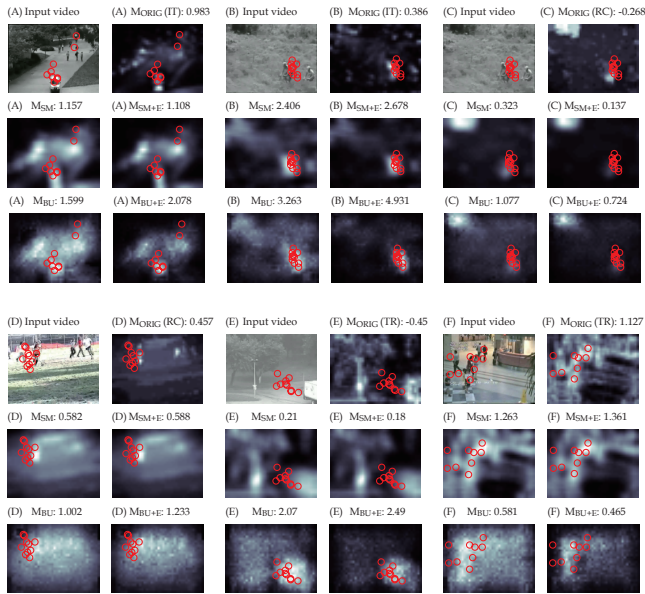 (A) Input video (A) MORIG (IT): 0.983 (B) Input video (B) MORIG (IT): 0.386 (C) Input video (C) MORIG (RC): -0.268
(A) MSM: 1.157 (A) MSM+E: 1.108 (B) MSM: 2.406 (B) MSM+E: 2.678 (C) MSM: 0.323 (C) MSM+E: 0.137
(A) MBU: 1.599 (A) MBU+E: 2.078 (B) MBU: 3.263 (B) MBU+E: 4.931 (C) MBU: 1.077 (C) MBU+E: 0.724
(D) Input video (D) MORIG (RC): 0.457 (E) Input video (E) MORIG (TR): -0.45 (F) Input video (F) MORIG (TR): 1.127
(D) MSM: 0.582 (D) MSM+E: 0.588 (E) MSM: 0.21 (E) MSM+E: 0.18 (F) MSM: 1.263 (F) MSM+E: 1.361
(D) MBU: 1.002 (D) MBU+E: 1.233 (E) MBU: 2.07 (E) MBU+E: 2.49 (F) MBU: 0.581 (F) MBU+E: 0.465